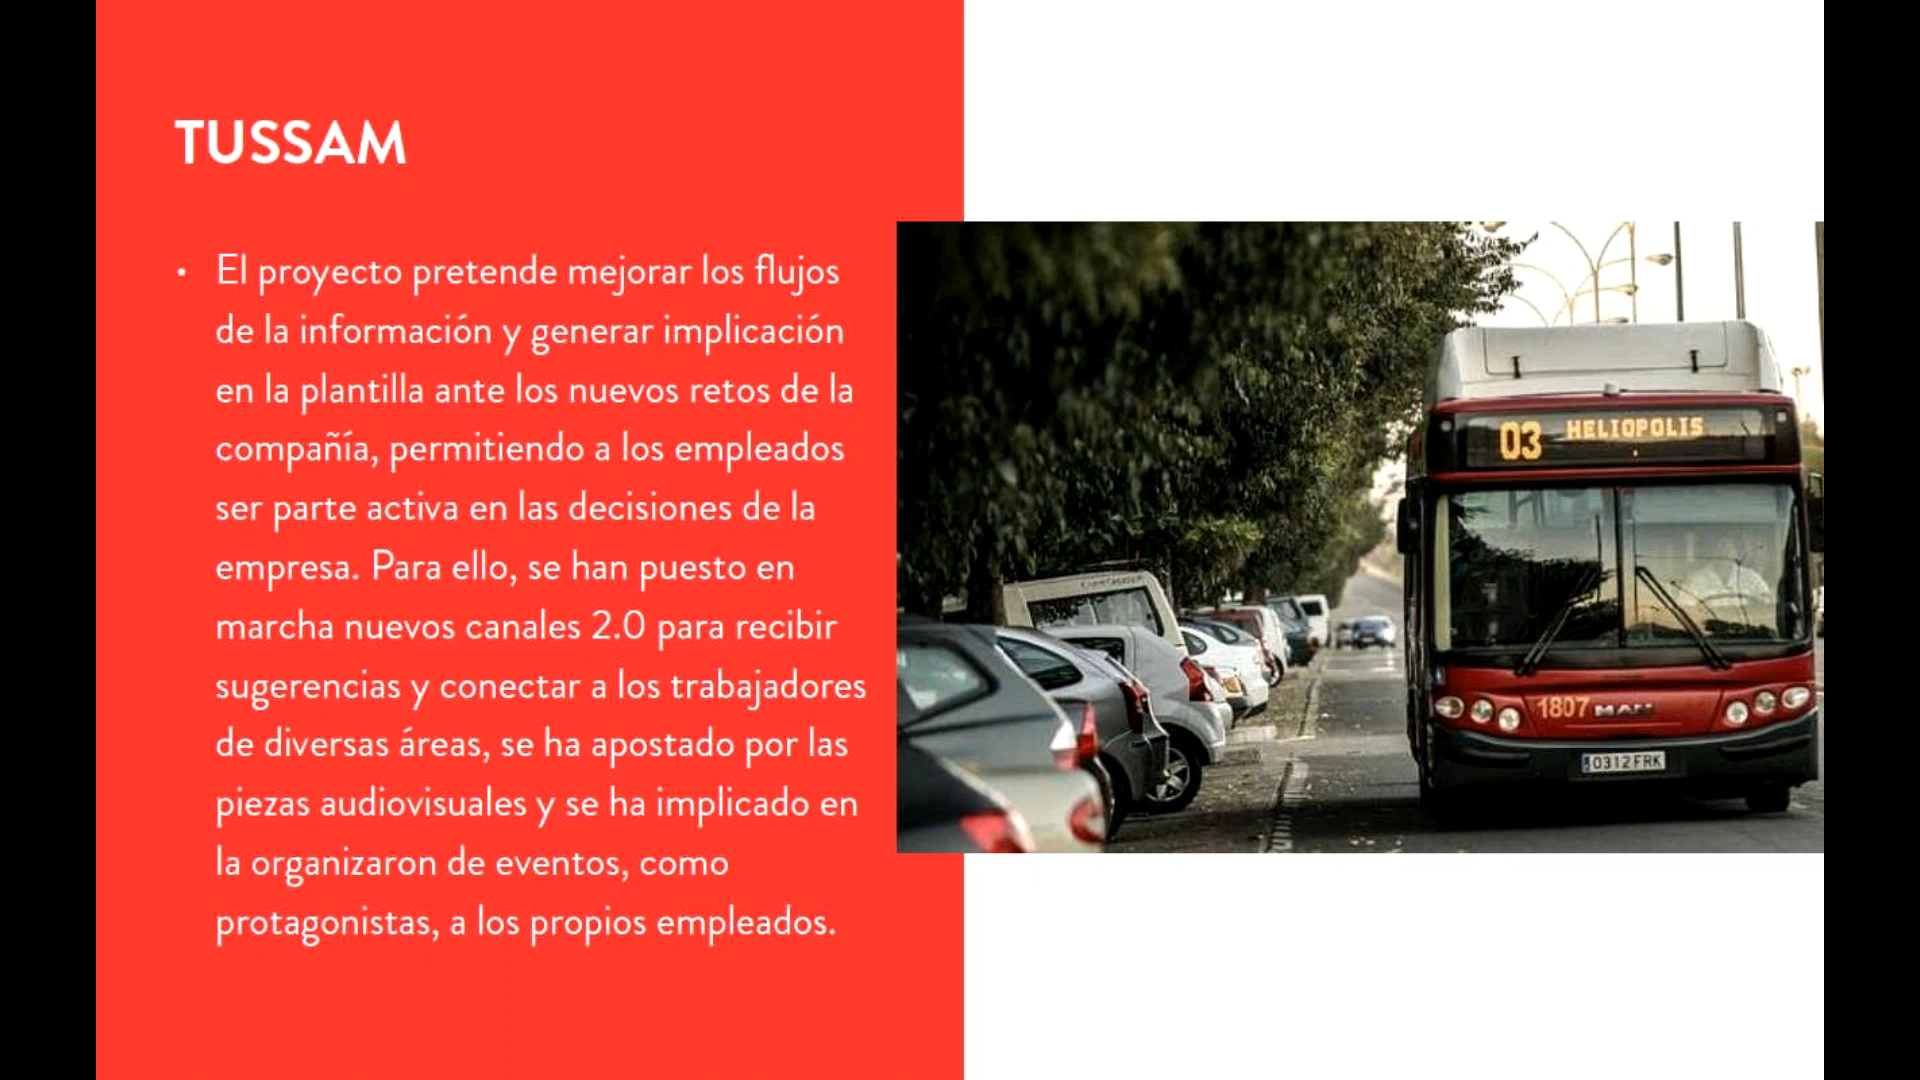 TUSSAM
• El proyecto pretende mejorar los flujos
de la información y generar implicación
en la plantilla ante los nuevos retos de la
compañía, permitiendo a los empleados
ser parte activa en las decisiones de la
empresa. Para ello, se han puesto en
marcha nuevos canales 2.0 para recibir
sugerencias y conectar a los trabajadores
de diversas áreas, se ha apostado por las
piezas audiovisuales y se ha implicado en
la organizaron de eventos, como
protagonistas, a los propios empleados.
03 HELIOPOLIS
1807 MAN
0312FRK